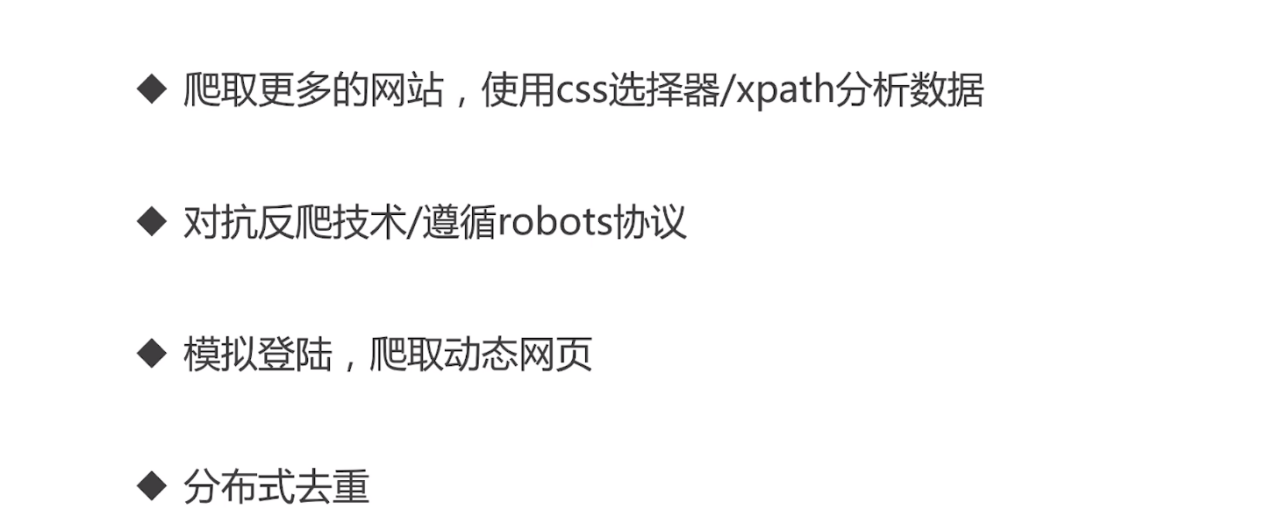 ◆ 爬取更多的网站，使用css选择器/xpath分析数据
◆ 对抗反爬技术/遵循robots协议
◆ 模拟登陆，爬取动态网页
◆ 分布式去重